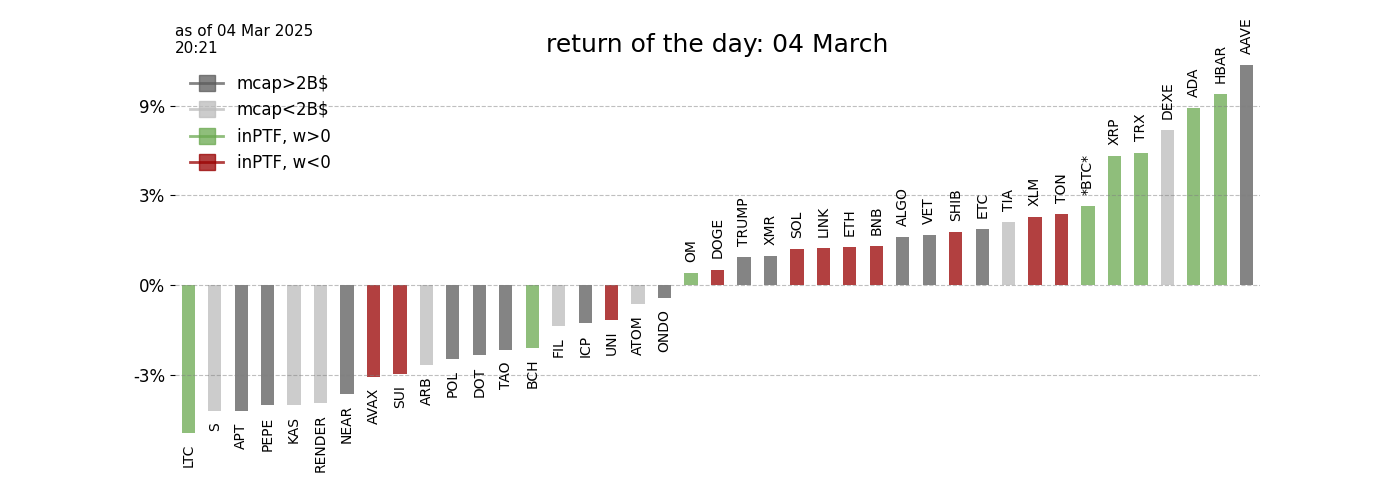 as of 04 Mar 2025
20:21
return of the day: 04 March
mcap>2B$
mcap<2B$
inPTF, w>0
inPTF, w<0
9%
3%
0%
-3%
LTC
S
APT
PEPE
KAS
RENDER
NEAR
AVAX
SUI
ARB
POL
DOT
TAO
BCH
FIL
ICP
UNI
ATOM
ONDO
OM
DOGE
TRUMP
XMR
SOL
LINK
ETH
BNB
ALGO
VET
SHIB
ETC
TIA
XLM
TON
*BTC*
XRP
TRX
DEXE
ADA
HBAR
AAVE